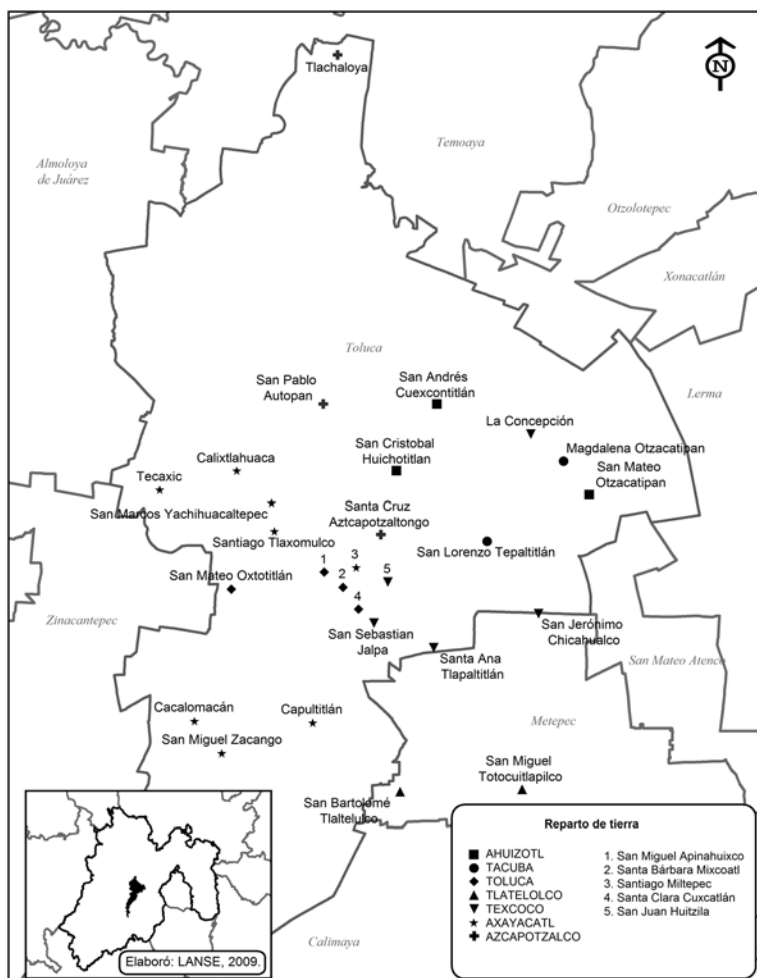 Tlachaloya
N
Temoaya
Almoloya
de Juárez
Otzolotepec
Xonacatlán
Toluca
Lerma
San Pablo
Autopan
San Andrés
Cuexcontitlán
La Concepción
San Cristobal
Huichotitlan
Magdalena Otzacatipan
Calixtlahuaca
San Mateo
Otzacatipan
Tecaxic
San Marcos Yachihuacaltepec
Santa Cruz
Aztcapotzaltongo
Santiago Tlaxomulco
San Lorenzo Tepaltitlán
1
3
2
5
4
San Mateo Oxtotitlán
Zinacantepec
San Sebastian
Jalpa
San Jerónimo
Chicahualco
Santa Ana
Tlapaltitlán
San Mateo Atenco
Cacalomacán
Capultitlán
Metepec
San Miguel Zacango
San Miguel
Totocuitlapilco
San Bartolomé
Tlaltelulco
Calimaya
Elaboró: LANSE, 2009.
Reparto de tierra
AHUIZOTL
TACUBA
TOLUCA
TLATELOLCO
TEXCOCO
AXAYACATL
AZCAPOTZALCO
1. San Miguel Apinahuixco
2. Santa Bárbara Mixcoatl
3. Santiago Miltepec
4. Santa Clara Cuxcatlán
5. San Juan Huitzila